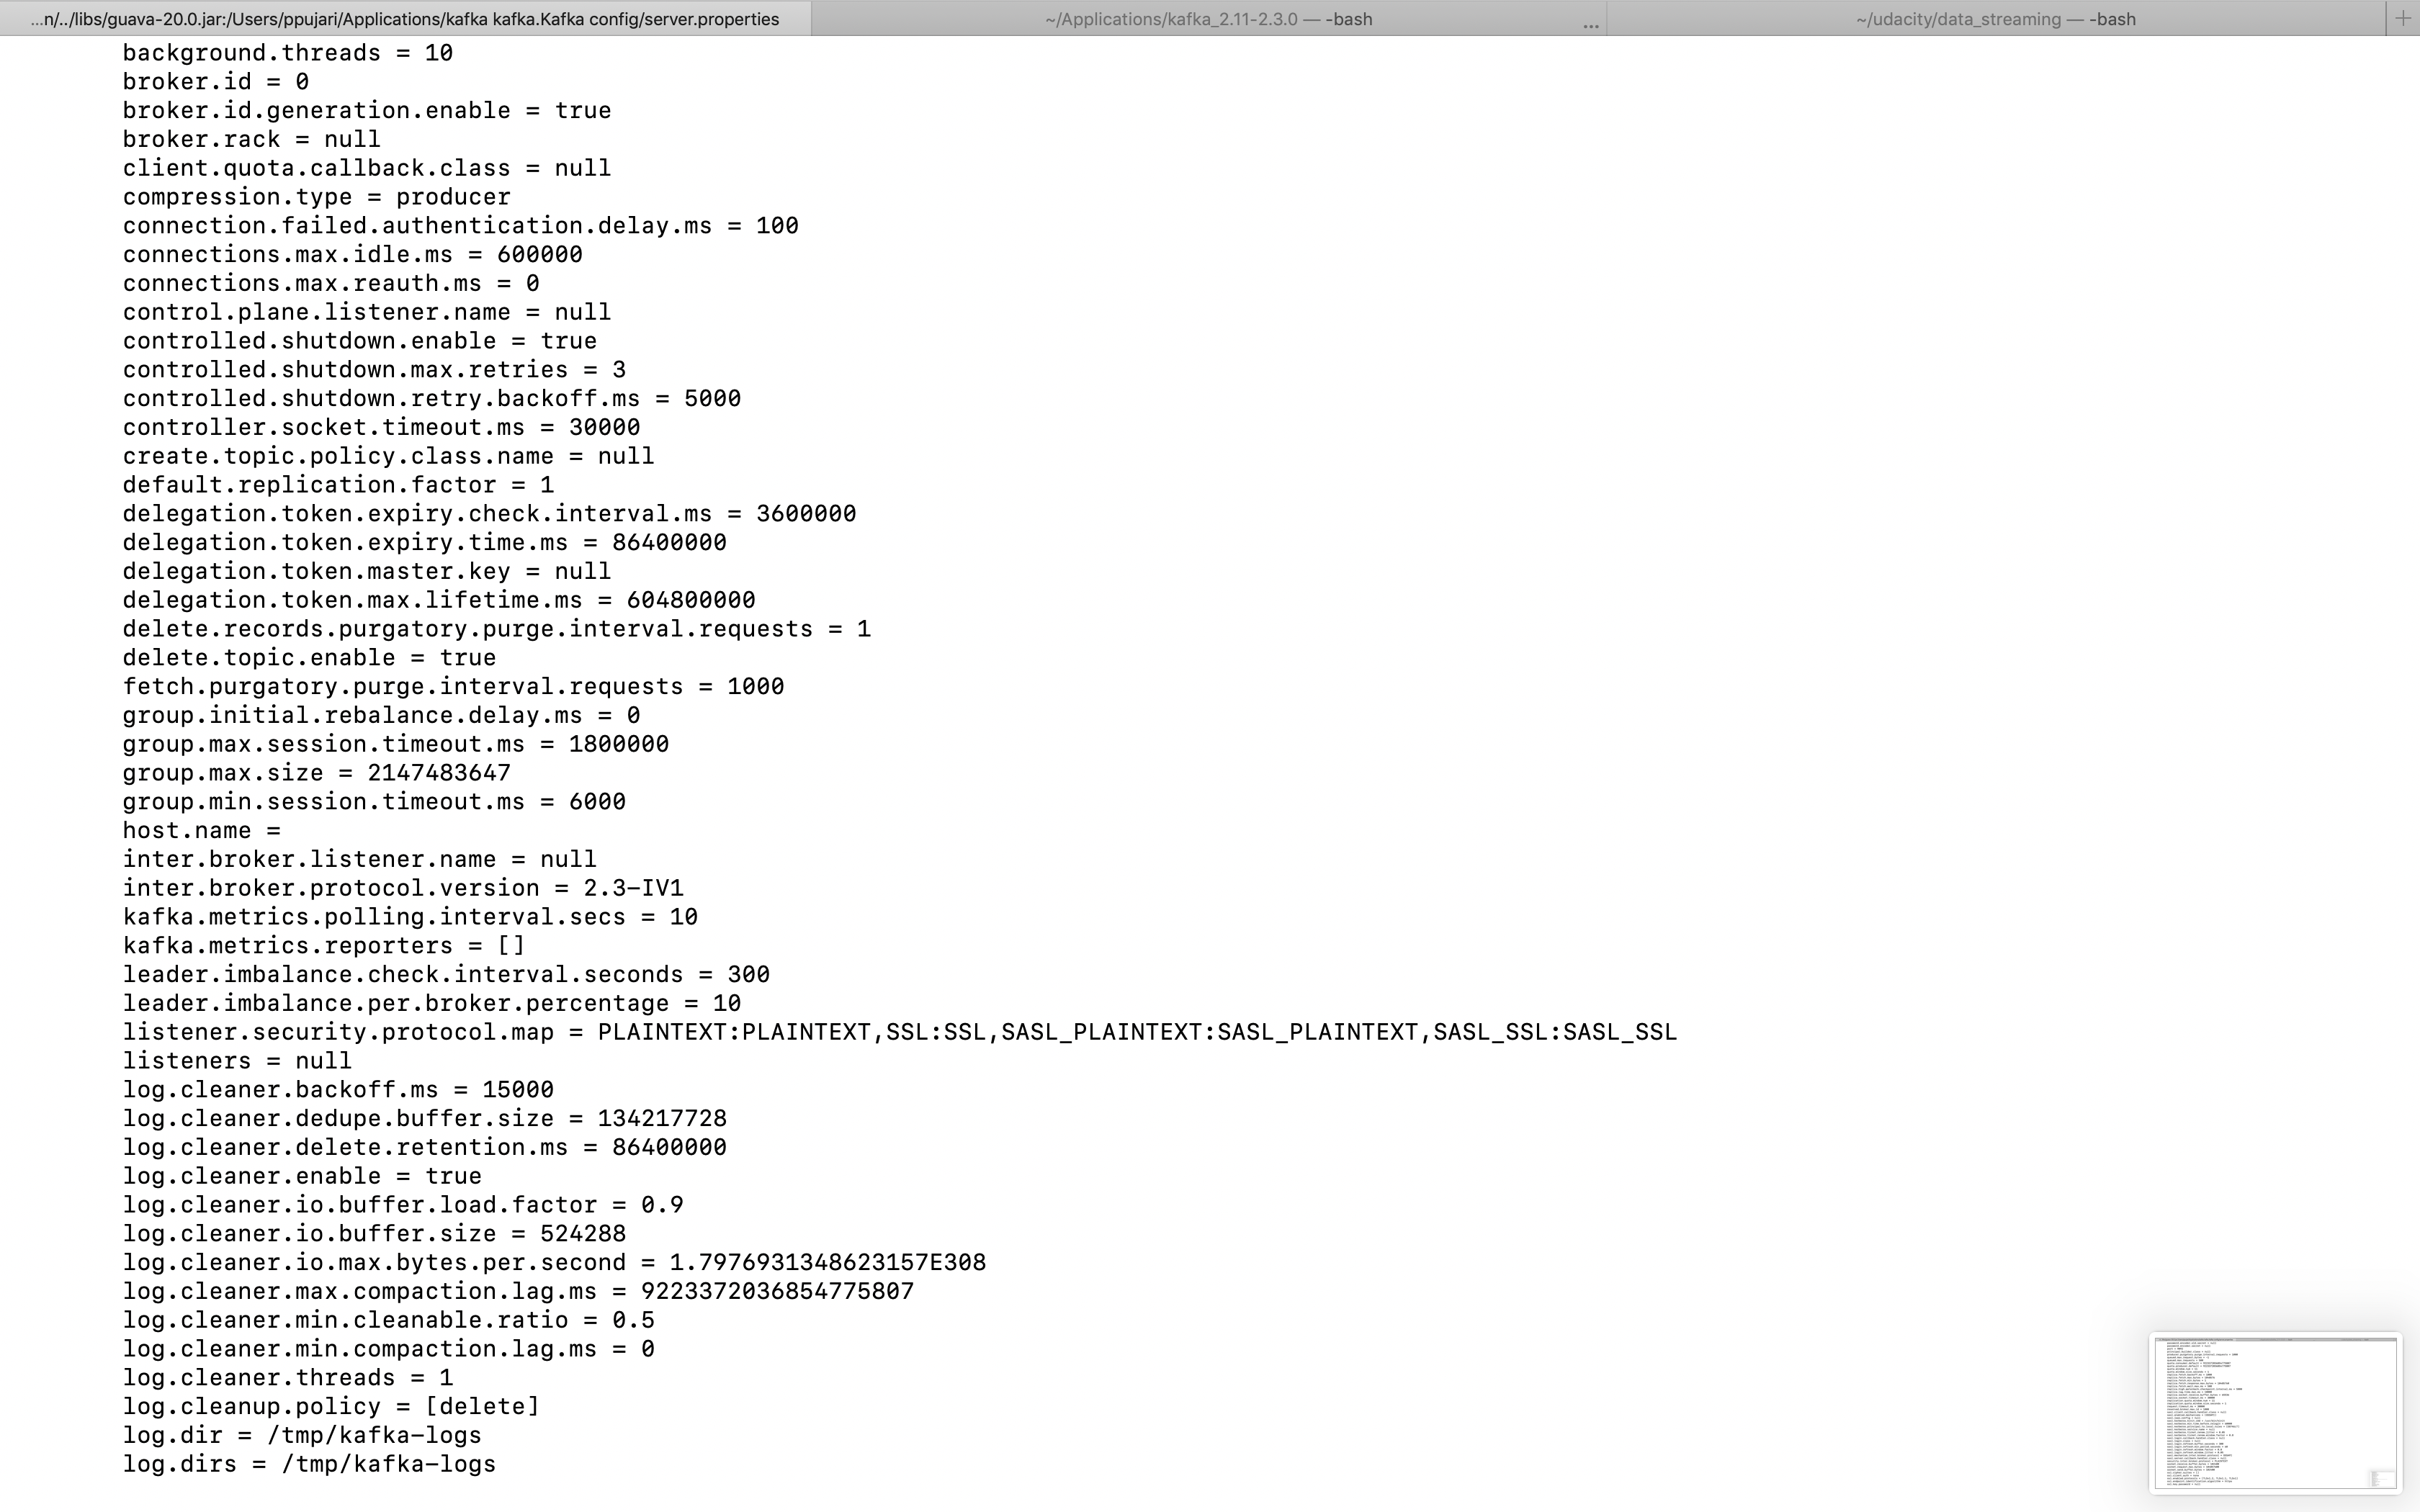 ...n/../libs/guava-20.0.jar:/Users/ppujari/Applications/kafka kafka.Kafka config/server.properties
~/Applications/kafka_2.11-2.3.0 — -bash
...
~/udacity/data_streaming — -bash
+
background.threads = 10
broker.id = 0
broker.id.generation.enable = true
broker.rack = null
client.quota.callback.class = null
compression.type = producer
connection.failed.authentication.delay.ms = 100
connections.max.idle.ms = 600000
connections.max.reauth.ms = 0
control.plane.listener.name = null
controlled.shutdown.enable = true
controlled.shutdown.max.retries = 3
controlled.shutdown.retry.backoff.ms = 5000
controller.socket.timeout.ms = 30000
create.topic.policy.class.name = null
default.replication.factor = 1
delegation.token.expiry.check.interval.ms = 3600000
delegation.token.expiry.time.ms = 86400000
delegation.token.master.key = null
delegation.token.max.lifetime.ms = 604800000
delete.records.purgatory.purge.interval.requests = 1
delete.topic.enable = true
fetch.purgatory.purge.interval.requests = 1000
group.initial.rebalance.delay.ms = 0
group.max.session.timeout.ms = 1800000
group.max.size = 2147483647
group.min.session.timeout.ms = 6000
host.name =
inter.broker.listener.name = null
inter.broker.protocol.version = 2.3-IV1
kafka.metrics.polling.interval.secs = 10
kafka.metrics.reporters = []
leader.imbalance.check.interval.seconds = 300
leader.imbalance.per.broker.percentage = 10
listener.security.protocol.map = PLAINTEXT:PLAINTEXT,SSL:SSL,SASL_PLAINTEXT:SASL_PLAINTEXT,SASL_SSL:SASL_SSL
listeners = null
log.cleaner.backoff.ms = 15000
log.cleaner.dedupe.buffer.size = 134217728
log.cleaner.delete.retention.ms = 86400000
log.cleaner.enable = true
log.cleaner.io.buffer.load.factor = 0.9
log.cleaner.io.buffer.size = 524288
log.cleaner.io.max.bytes.per.second = 1.7976931348623157E308
log.cleaner.max.compaction.lag.ms = 9223372036854775807
log.cleaner.min.cleanable.ratio = 0.5
log.cleaner.min.compaction.lag.ms = 0
log.cleaner.threads = 1
log.cleanup.policy = [delete]
log.dir = /tmp/kafka-logs
log.dirs = /tmp/kafka-logs